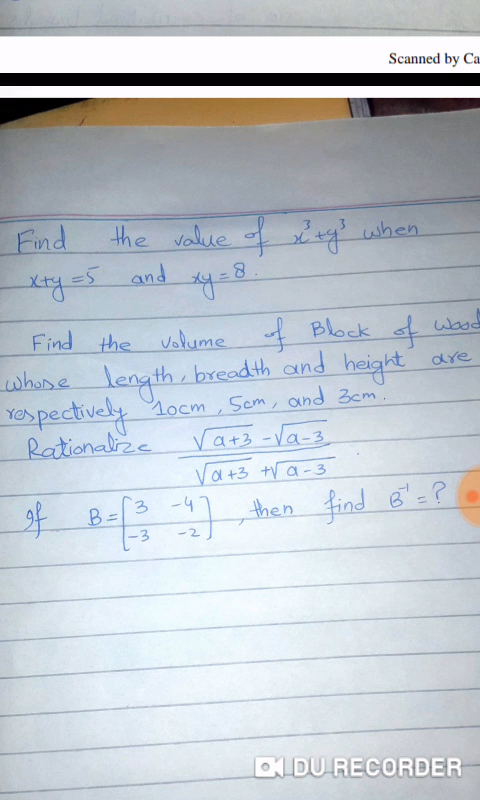 Scanned by Ca
Find the value of x³+y³ when
x+y=5 and xy=8.
Find the volume of Block of wood
whose length, breadth and height are
respectively 10cm, 5cm, and 3cm.
Rationalize (√(a+3) - √(a-3))/(√(a+3) + √(a-3)).
If B=[3 -4; -3 -2], then find B⁻¹=?
DU RECORDER